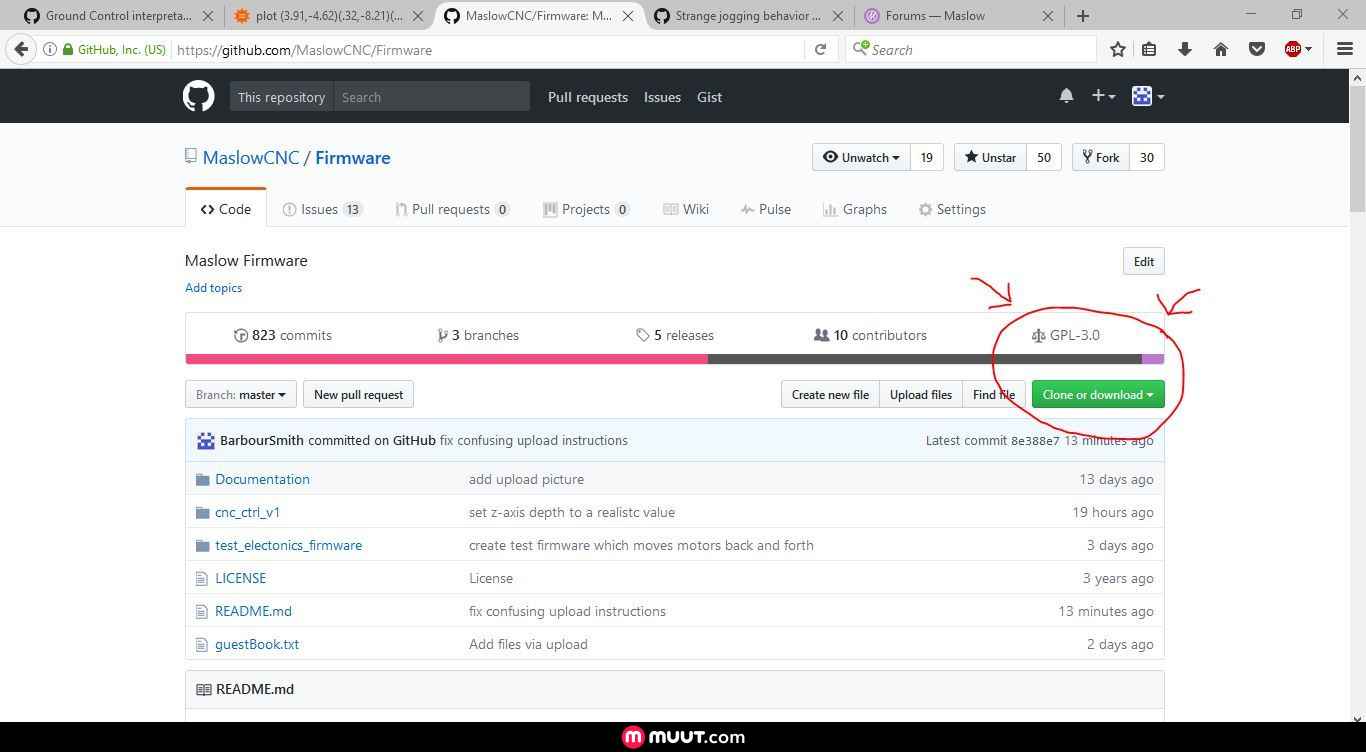 Ground Control interpreta...
plot (3.91,-4.62)(.32,-8.21)(...
MaslowCNC/Firmware: M...
Strange jogging behavior ...
Forums — Maslow
GitHub, Inc. (US)
https://github.com/MaslowCNC/Firmware
Search
ABP
This repository
Search
Pull requests
Issues
Gist
MaslowCNC / Firmware
Unwatch 19
Unstar 50
Fork 30
Code
Issues 13
Pull requests 0
Projects 0
Wiki
Pulse
Graphs
Settings
Maslow Firmware
Edit
Add topics
823 commits
3 branches
5 releases
10 contributors
GPL-3.0
Branch: master
New pull request
Create new file
Upload files
Find file
Clone or download
BarbourSmith committed on GitHub fix confusing upload instructions
Latest commit 8e388e7 13 minutes ago
Documentation add upload picture 13 days ago
cnc_ctrl_v1 set z-axis depth to a realistc value 19 hours ago
test_electonics_firmware create test firmware which moves motors back and forth 3 days ago
LICENSE License 3 years ago
README.md fix confusing upload instructions 13 minutes ago
guestBook.txt Add files via upload 2 days ago
README.md
muut.com